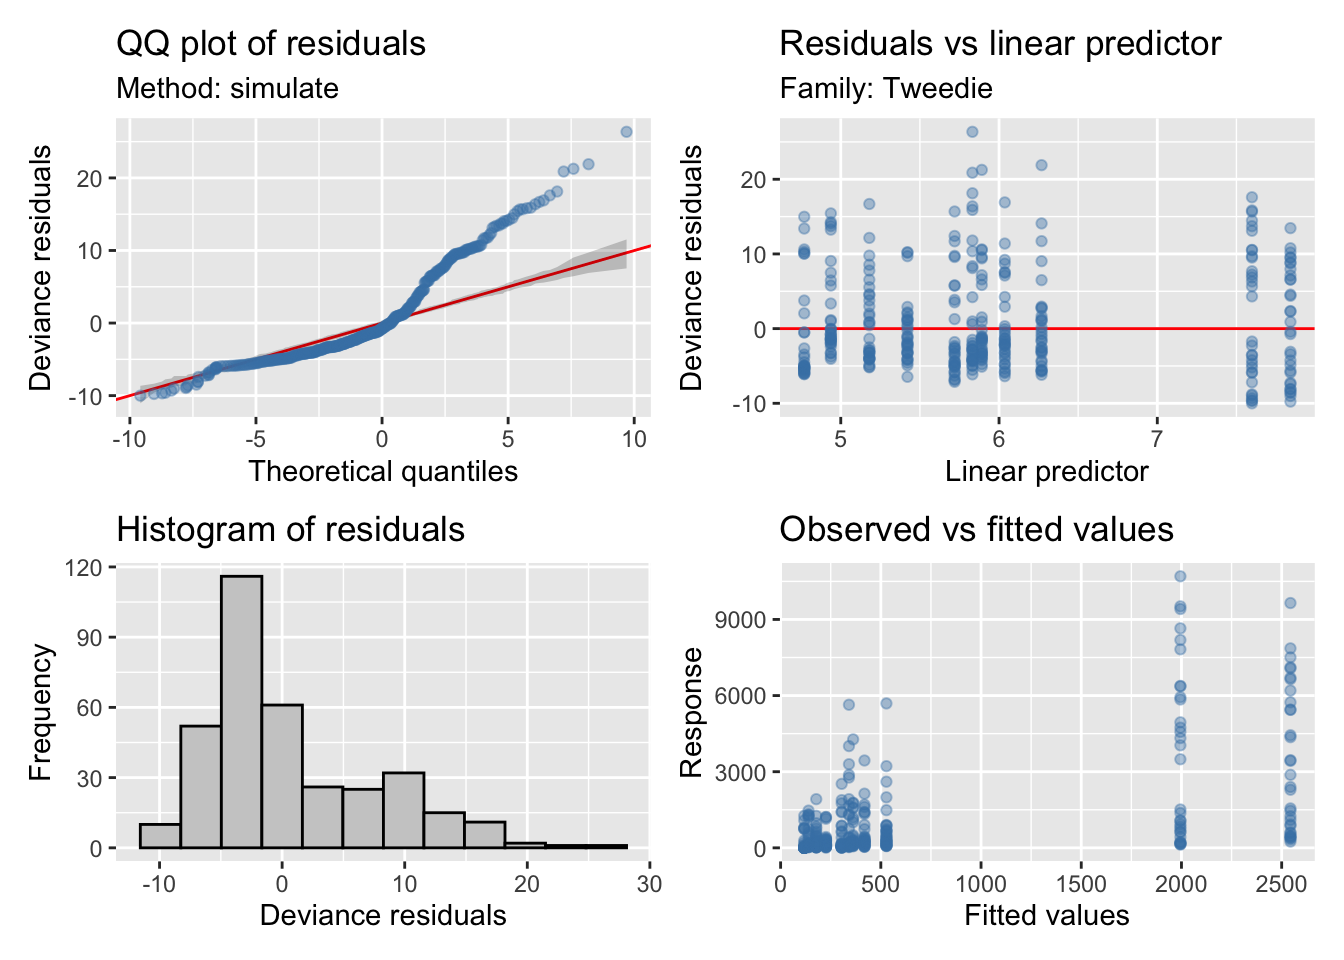 QQ plot of residuals
Method: simulate
Deviance residuals
20
10
0
-10
-10
-5
0
5
10
Theoretical quantiles
Residuals vs linear predictor
Family: Tweedie
Deviance residuals
20
10
0
-10
5
6
7
Linear predictor
Histogram of residuals
Frequency
120
90
60
30
0
-10
0
10
20
30
Deviance residuals
Observed vs fitted values
Response
9000
6000
3000
0
0
500
1000
1500
2000
2500
Fitted values